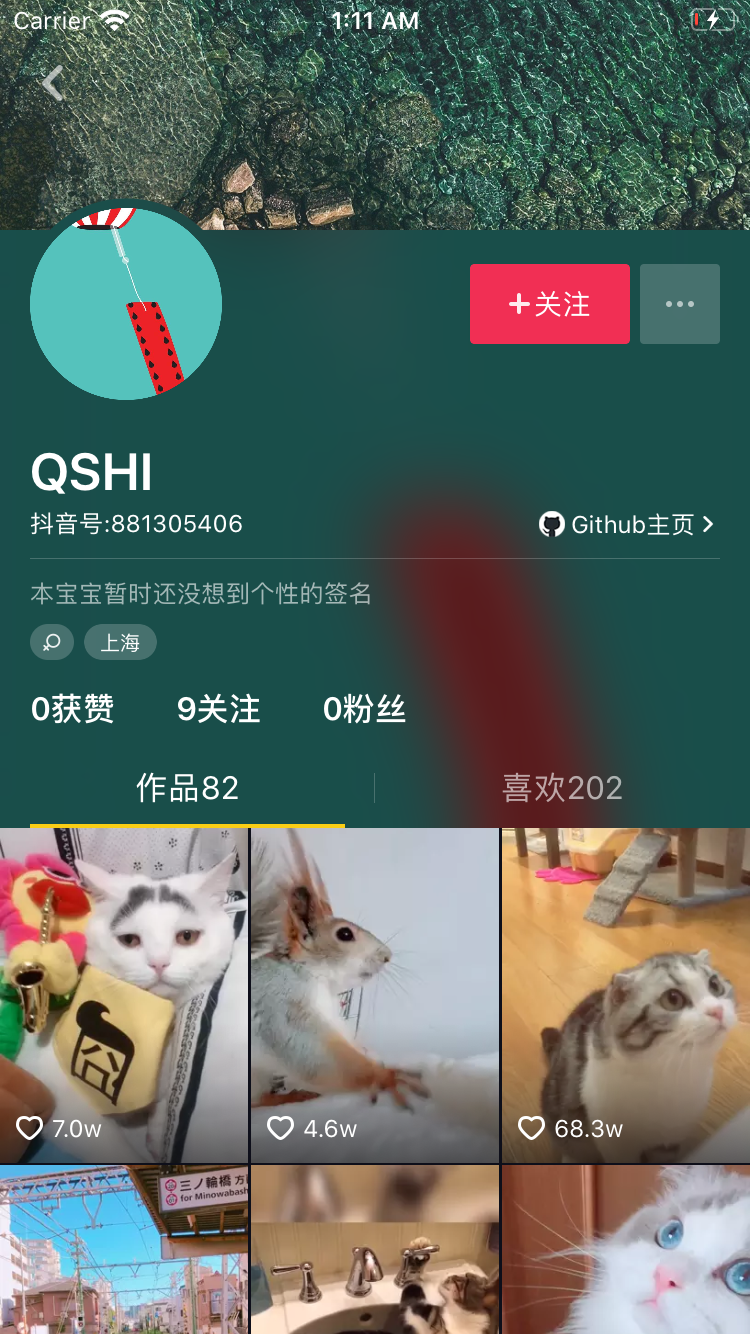 Carrier 1:11 AM
+关注
QSHI
抖音号:881305406
Github主页
本宝宝暂时还没想到个性的签名
上海
0获赞 9关注 0粉丝
作品82 喜欢202
囧
7.0w 4.6w 68.3w
三ノ輪橋 方
for Minowabash